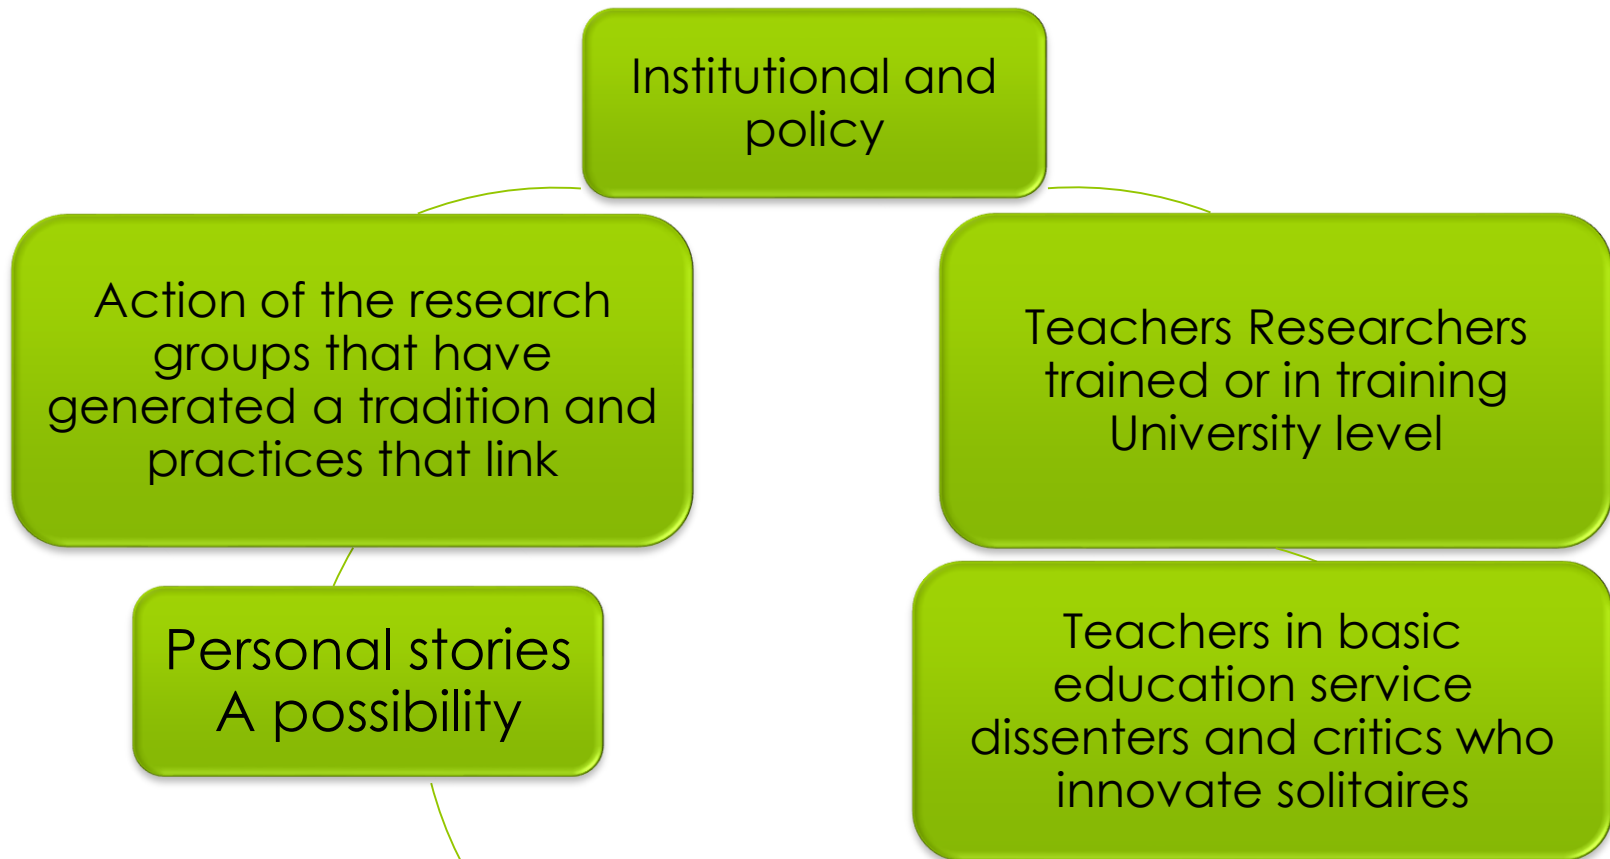 Institutional and
policy
Action of the research
groups that have
generated a tradition and
practices that link
Teachers Researchers
trained or in training
University level
Personal stories
A possibility
Teachers in basic
education service
dissenters and critics who
innovate solitaires